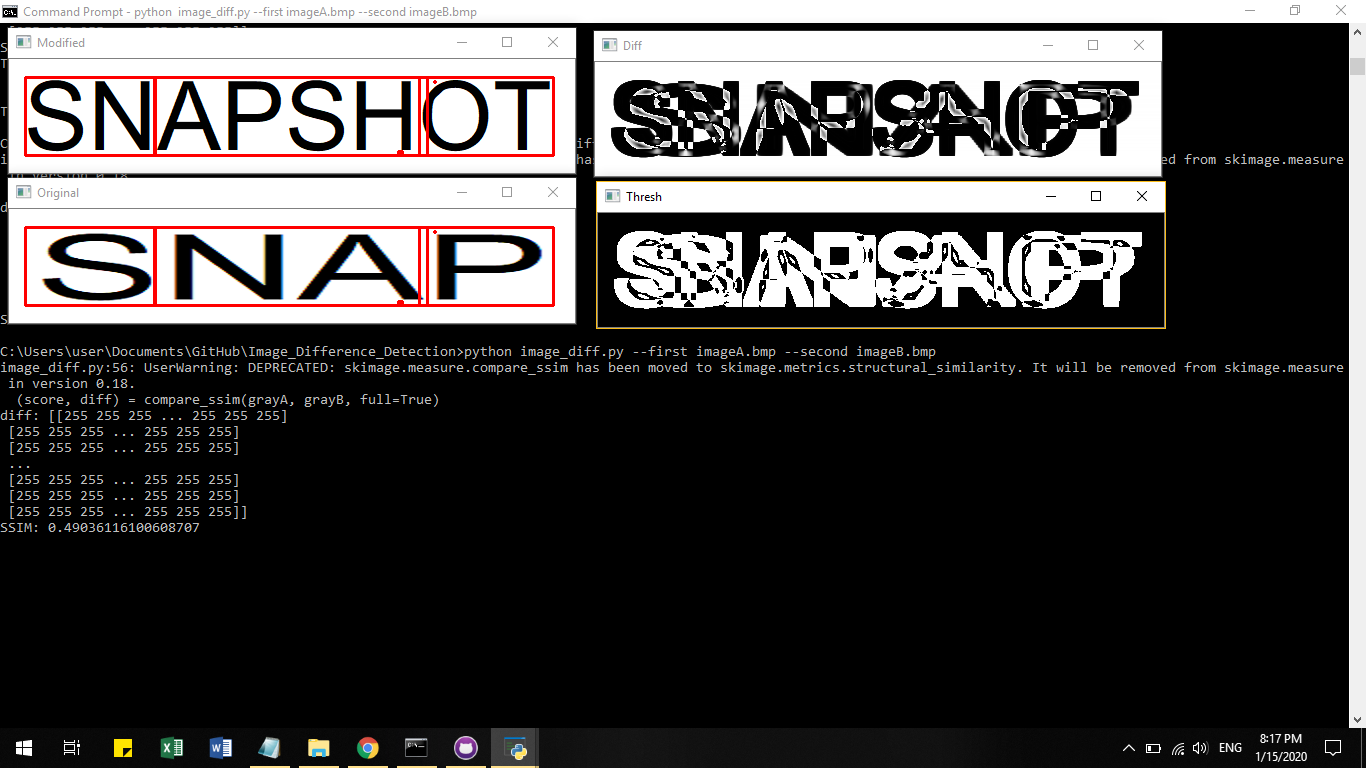 Command Prompt - python image_diff.py --first imageA.bmp --second imageB.bmp
Modified
SNAPSHOT
Diff
Original
SNAP
Thresh
ed from skimage.measure
C:\Users\user\Documents\GitHub\Image_Difference_Detection>python image_diff.py --first imageA.bmp --second imageB.bmp
image_diff.py:56: UserWarning: DEPRECATED: skimage.measure.compare_ssim has been moved to skimage.metrics.structural_similarity. It will be removed from skimage.measure
in version 0.18.
(score, diff) = compare_ssim(grayA, grayB, full=True)
diff: [[255 255 255 ... 255 255 255]
[255 255 255 ... 255 255 255]
[255 255 255 ... 255 255 255]
...
[255 255 255 ... 255 255 255]
[255 255 255 ... 255 255 255]
[255 255 255 ... 255 255 255]]
SSIM: 0.49036116100608707
ENG
8:17 PM
1/15/2020